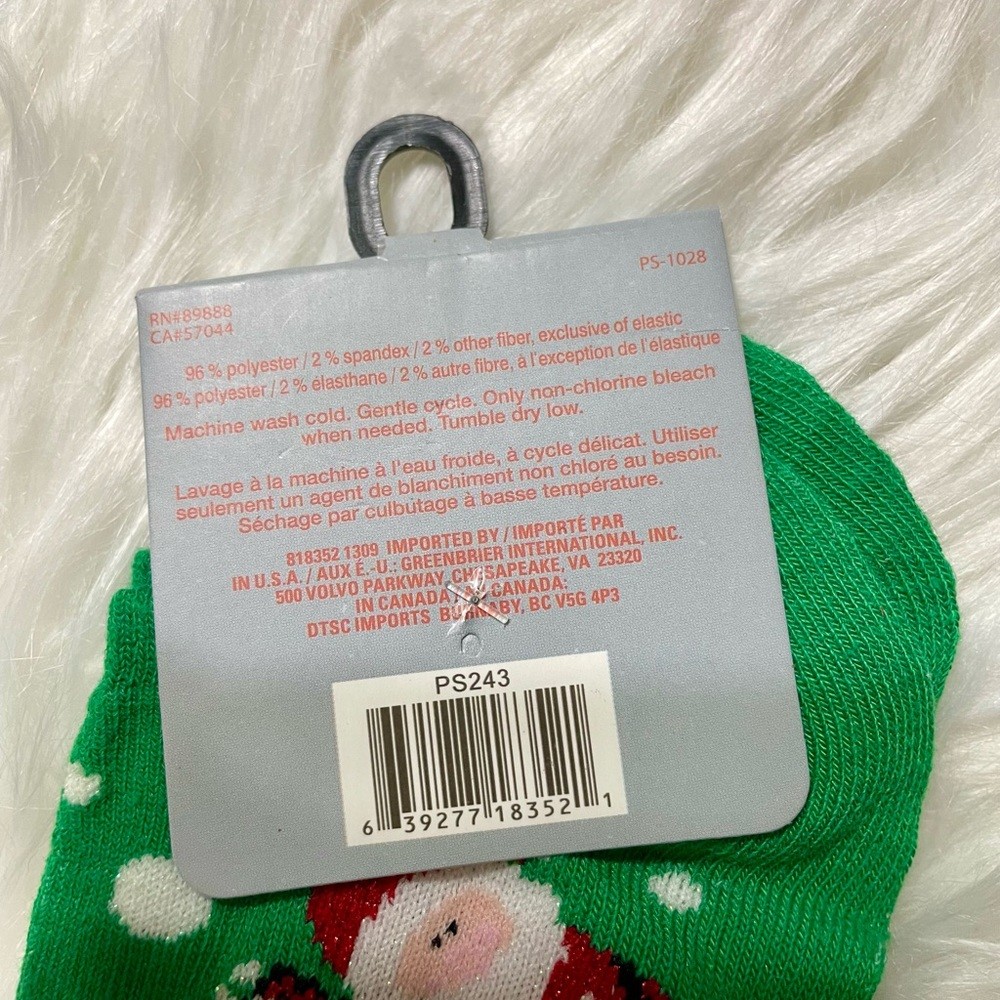 PS-1028
RN#89888
CA#57044
96 % polyester / 2 % spandex / 2 % other fiber, exclusive of elastic
96 % polyester / 2 % élasthane / 2 % autre fibre, à l'exception de l'élastique
Machine wash cold. Gentle cycle. Only non-chlorine bleach
when needed. Tumble dry low.
Lavage à la machine à l'eau froide, à cycle délicat. Utiliser
seulement un agent de blanchiment non chloré au besoin.
Séchage par culbutage à basse température.
818352 1309 IMPORTED BY / IMPORTÉ PAR
IN U.S.A. / AUX É.-U.: GREENBRIER INTERNATIONAL, INC.
500 VOLVO PARKWAY, CHESAPEAKE, VA 23320
IN CANADA / AU CANADA:
DTSC IMPORTS BURNABY, BC V5G 4P3
PS243
6 39277 18352 1